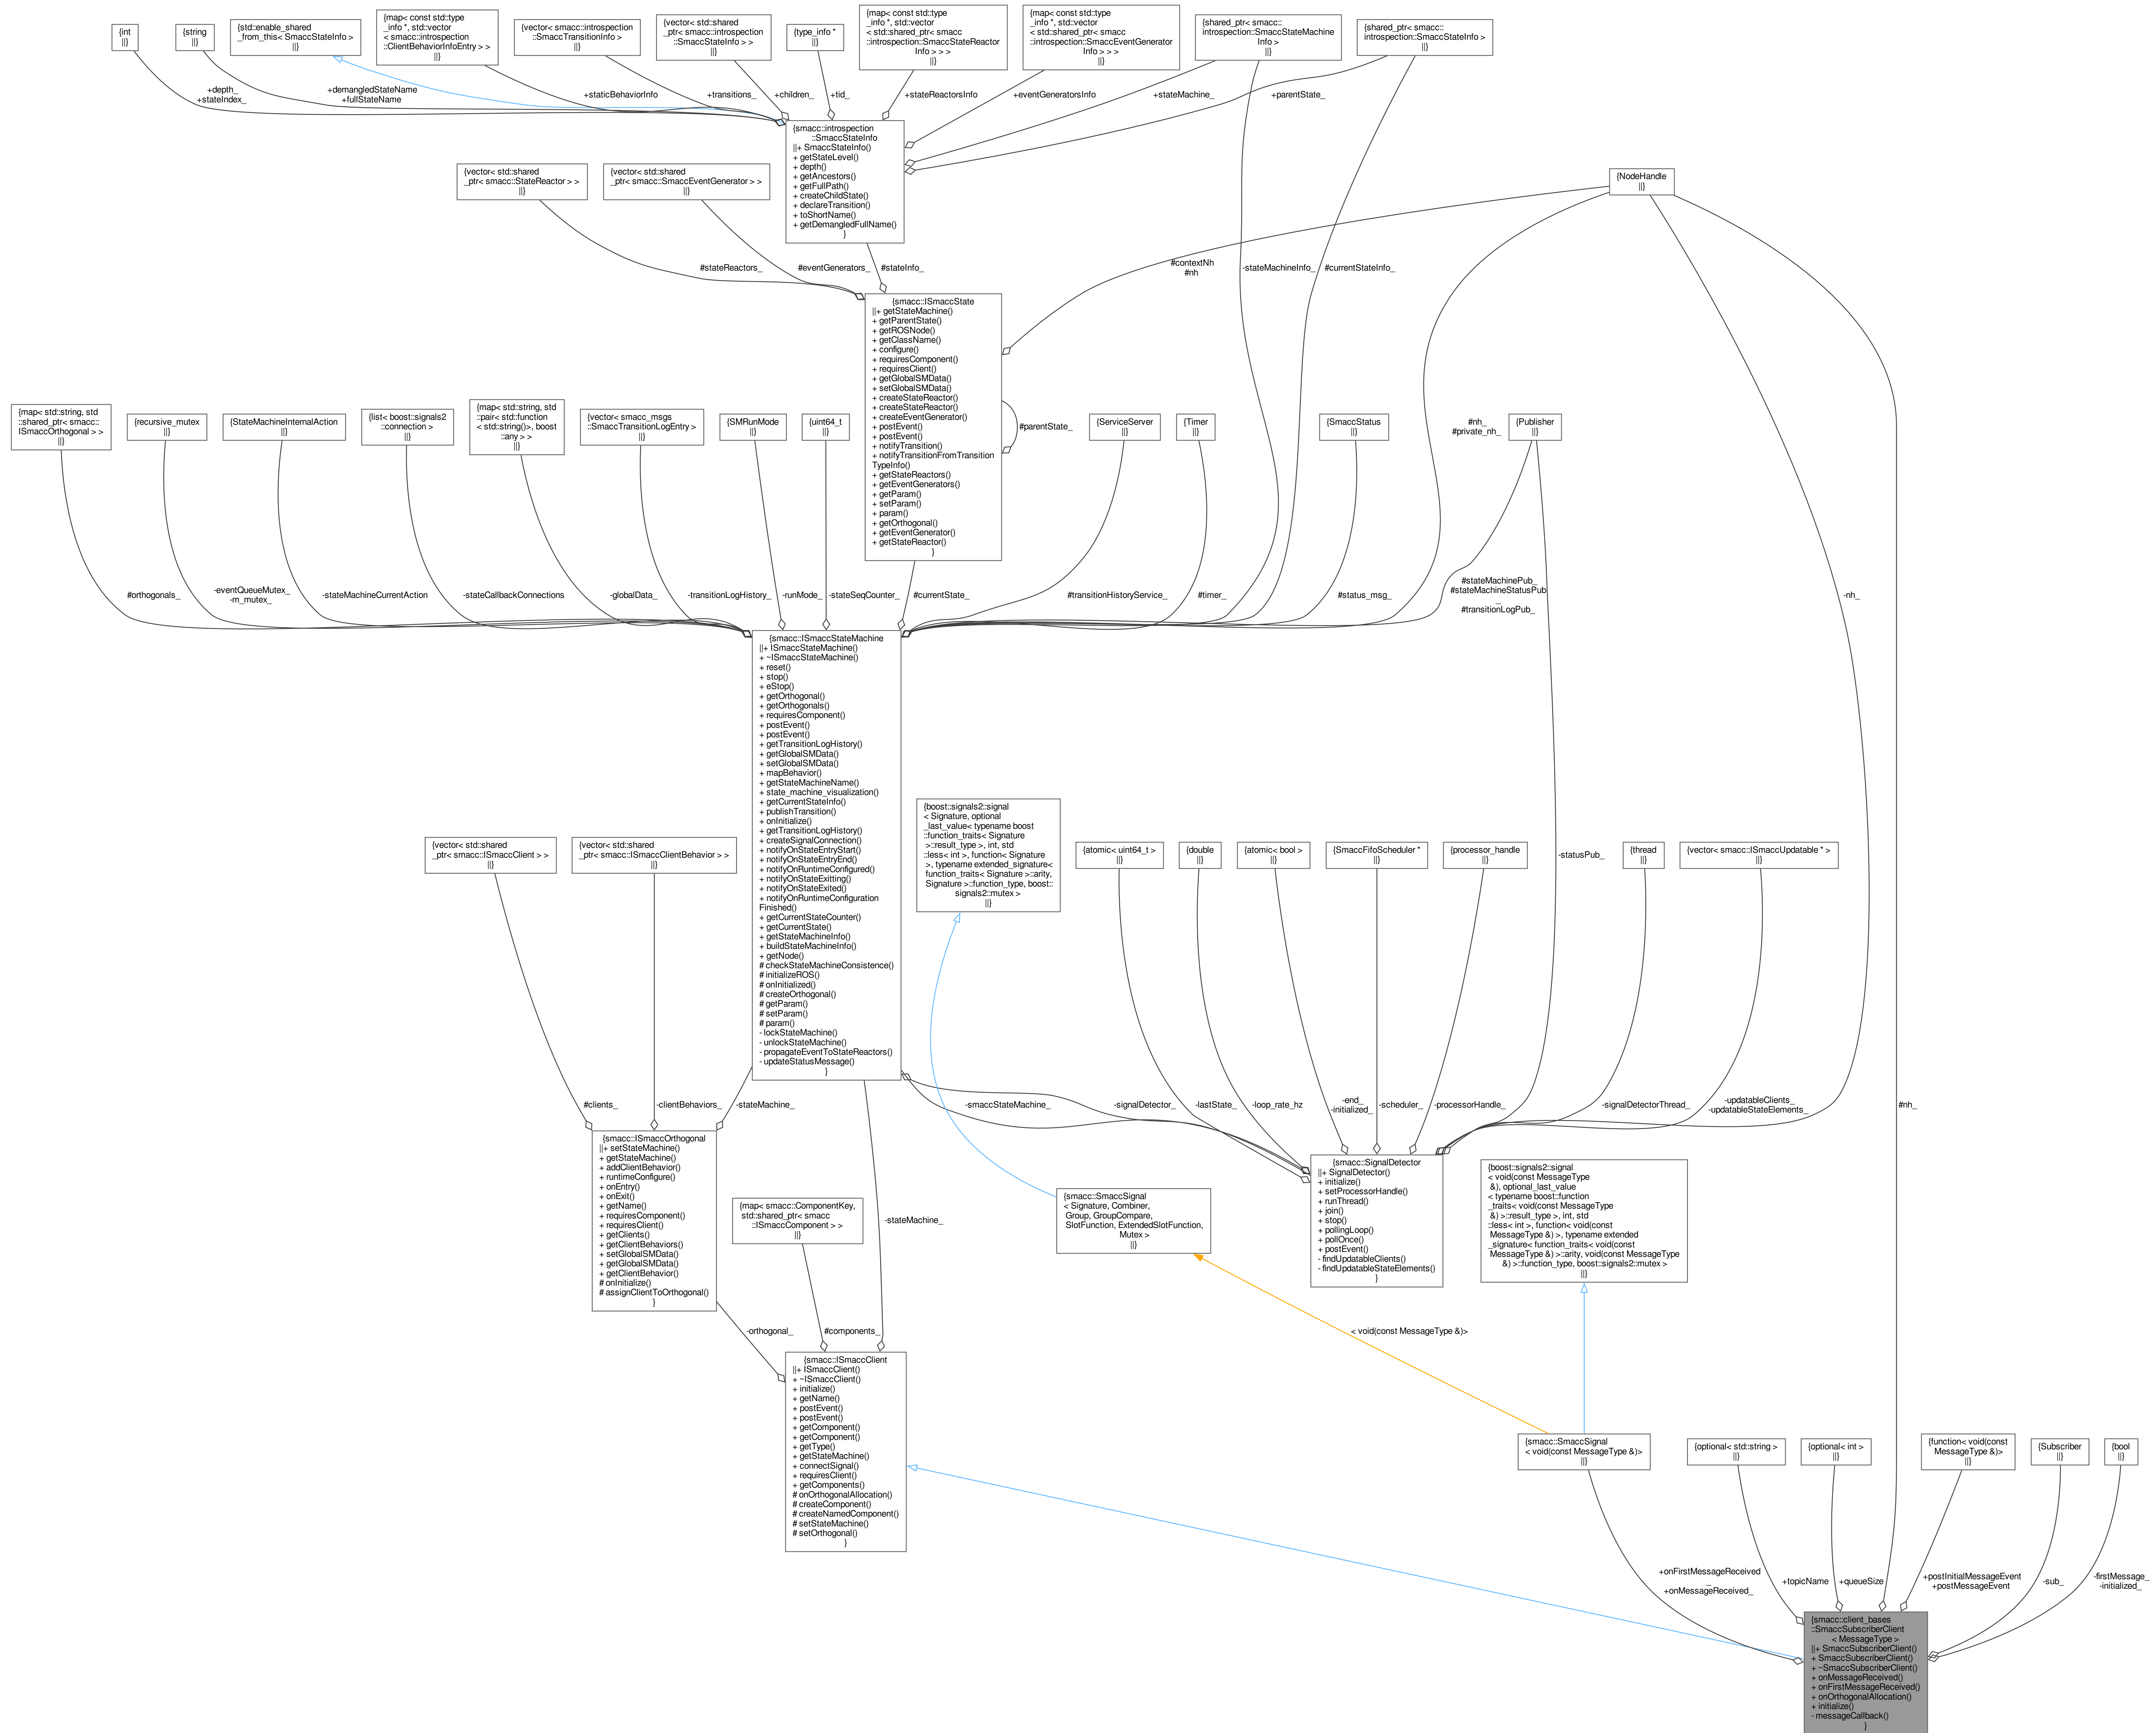 {int
||}
{string
||}
{std::enable_shared
_from_this< SmaccStateInfo >
||}
{map< const std::type
_info *, std::vector
< smacc::introspection
::ClientBehaviorInfoEntry > >
||}
{vector< smacc::introspection
::SmaccTransitionInfo >
||}
{vector< std::shared
_ptr< smacc::introspection
::SmaccStateInfo > >
||}
{type_info *
||}
{map< const std::type
_info *, std::vector
< std::shared_ptr< smacc
::introspection::SmaccStateReactor
Info > > >
||}
{map< const std::type
_info *, std::vector
< std::shared_ptr< smacc
::introspection::SmaccEventGenerator
Info > > >
||}
{shared_ptr< smacc::
introspection::SmaccStateMachine
Info >
||}
{shared_ptr< smacc::
introspection::SmaccStateInfo >
||}
+depth_
+stateIndex_
+demangledStateName
+fullStateName
+staticBehaviorInfo
+transitions_
+children_
+tid_
+stateReactorsInfo
+eventGeneratorsInfo
+stateMachine_
+parentState_
{smacc::introspection
::SmaccStateInfo
||+ SmaccStateInfo()
+ getStateLevel()
+ depth()
+ getAncestors()
+ getFullPath()
+ createChildState()
+ declareTransition()
+ toShortName()
+ getDemangledFullName()
}
{vector< std::shared
_ptr< smacc::StateReactor > >
||}
{vector< std::shared
_ptr< smacc::SmaccEventGenerator > >
||}
{NodeHandle
||}
#stateReactors_
#eventGenerators_
#stateInfo_
#contextNh
#nh
-stateMachineInfo_
#currentStateInfo_
{smacc::ISmaccState
||+ getStateMachine()
+ getParentState()
+ getROSNode()
+ getClassName()
+ configure()
+ requiresComponent()
+ requiresClient()
+ getGlobalSMData()
+ setGlobalSMData()
+ createStateReactor()
+ createStateReactor()
+ createEventGenerator()
+ postEvent()
+ postEvent()
+ notifyTransition()
+ notifyTransitionFromTransition
TypeInfo()
+ getStateReactors()
+ getEventGenerators()
+ getParam()
+ setParam()
+ param()
+ getOrthogonal()
+ getEventGenerator()
+ getStateReactor()
}
#parentState_
{map< std::string, std
::shared_ptr< smacc::
ISmaccOrthogonal > >
||}
{recursive_mutex
||}
{StateMachineInternalAction
||}
{list< boost::signals2
::connection >
||}
{map< std::string, std
::pair< std::function
< std::string()>, boost
::any > >
||}
{vector< smacc_msgs
::SmaccTransitionLogEntry >
||}
{SMRunMode
||}
{uint64_t
||}
{ServiceServer
||}
{Timer
||}
{SmaccStatus
||}
#nh_
#private_nh_
{Publisher
||}
#orthogonals_
-eventQueueMutex_
-m_mutex_
-stateMachineCurrentAction
-stateCallbackConnections
-globalData_
-transitionLogHistory_
-runMode_
-stateSeqCounter_
#currentState_
#transitionHistoryService_
#timer_
#status_msg_
#stateMachinePub_
#stateMachineStatusPub
_
#transitionLogPub_
-nh_
{smacc::ISmaccStateMachine
||+ ISmaccStateMachine()
+ ~ISmaccStateMachine()
+ reset()
+ stop()
+ eStop()
+ getOrthogonal()
+ getOrthogonals()
+ requiresComponent()
+ postEvent()
+ postEvent()
+ getTransitionLogHistory()
+ getGlobalSMData()
+ setGlobalSMData()
+ mapBehavior()
+ getStateMachineName()
+ state_machine_visualization()
+ getCurrentStateInfo()
+ publishTransition()
+ onInitialize()
+ getTransitionLogHistory()
+ createSignalConnection()
+ notifyOnStateEntryStart()
+ notifyOnStateEntryEnd()
+ notifyOnRuntimeConfigured()
+ notifyOnStateExitting()
+ notifyOnStateExited()
+ notifyOnRuntimeConfiguration
Finished()
+ getCurrentStateCounter()
+ getCurrentState()
+ getStateMachineInfo()
+ buildStateMachineInfo()
+ getNode()
# checkStateMachineConsistence()
# initializeROS()
# onInitialized()
# createOrthogonal()
# getParam()
# setParam()
# param()
- lockStateMachine()
- unlockStateMachine()
- propagateEventToStateReactors()
- updateStatusMessage()
}
{vector< std::shared
_ptr< smacc::ISmaccClient > >
||}
{vector< std::shared
_ptr< smacc::ISmaccClientBehavior > >
||}
{boost::signals2::signal
< Signature, optional
_last_value< typename boost
::function_traits< Signature
>::result_type >, int, std
::less< int >, function< Signature
>, typename extended_signature<
function_traits< Signature >::arity,
Signature >::function_type, boost::
signals2::mutex >
||}
{atomic< uint64_t >
||}
{double
||}
{atomic< bool >
||}
{SmaccFifoScheduler *
||}
{processor_handle
||}
-statusPub_
{thread
||}
{vector< smacc::ISmaccUpdatable * >
||}
#clients_
-clientBehaviors_
-stateMachine_
-smaccStateMachine_
-signalDetector_
-lastState_
-loop_rate_hz
-end_
-initialized_
-scheduler_
-processorHandle_
-signalDetectorThread_
-updatableClients_
-updatableStateElements_
#nh_
{smacc::ISmaccOrthogonal
||+ setStateMachine()
+ getStateMachine()
+ addClientBehavior()
+ runtimeConfigure()
+ onEntry()
+ onExit()
+ getName()
+ requiresComponent()
+ requiresClient()
+ getClients()
+ getClientBehaviors()
+ setGlobalSMData()
+ getGlobalSMData()
+ getClientBehavior()
# onInitialize()
# assignClientToOrthogonal()
}
{map< smacc::ComponentKey,
std::shared_ptr< smacc
::ISmaccComponent > >
||}
-stateMachine_
{smacc::SmaccSignal
< Signature, Combiner,
Group, GroupCompare,
SlotFunction, ExtendedSlotFunction,
Mutex >
||}
{smacc::SignalDetector
||+ SignalDetector()
+ initialize()
+ setProcessorHandle()
+ runThread()
+ join()
+ stop()
+ pollingLoop()
+ pollOnce()
+ postEvent()
- findUpdatableClients()
- findUpdatableStateElements()
}
{boost::signals2::signal
< void(const MessageType
&), optional_last_value
< typename boost::function
_traits< void(const MessageType
&) >::result_type >, int, std
::less< int >, function< void(const
MessageType &) >, typename extended
_signature< function_traits< void(const
MessageType &) >::arity, void(const MessageType
&) >::function_type, boost::signals2::mutex >
||}
-orthogonal_
#components_
< void(const MessageType &)>
{smacc::ISmaccClient
||+ ISmaccClient()
+ ~ISmaccClient()
+ initialize()
+ getName()
+ postEvent()
+ postEvent()
+ getComponent()
+ getComponent()
+ getType()
+ getStateMachine()
+ connectSignal()
+ requiresClient()
+ getComponents()
# onOrthogonalAllocation()
# createComponent()
# createNamedComponent()
# setStateMachine()
# setOrthogonal()
}
{smacc::SmaccSignal
< void(const MessageType &)>
||}
{optional< std::string >
||}
{optional< int >
||}
{function< void(const
MessageType &)>
||}
{Subscriber
||}
{bool
||}
+onFirstMessageReceived
_
+onMessageReceived_
+topicName
+queueSize
+postInitialMessageEvent
+postMessageEvent
-sub_
-firstMessage_
-initialized_
{smacc::client_bases
::SmaccSubscriberClient
< MessageType >
||+ SmaccSubscriberClient()
+ SmaccSubscriberClient()
+ ~SmaccSubscriberClient()
+ onMessageReceived()
+ onFirstMessageReceived()
+ onOrthogonalAllocation()
+ initialize()
- messageCallback()
}